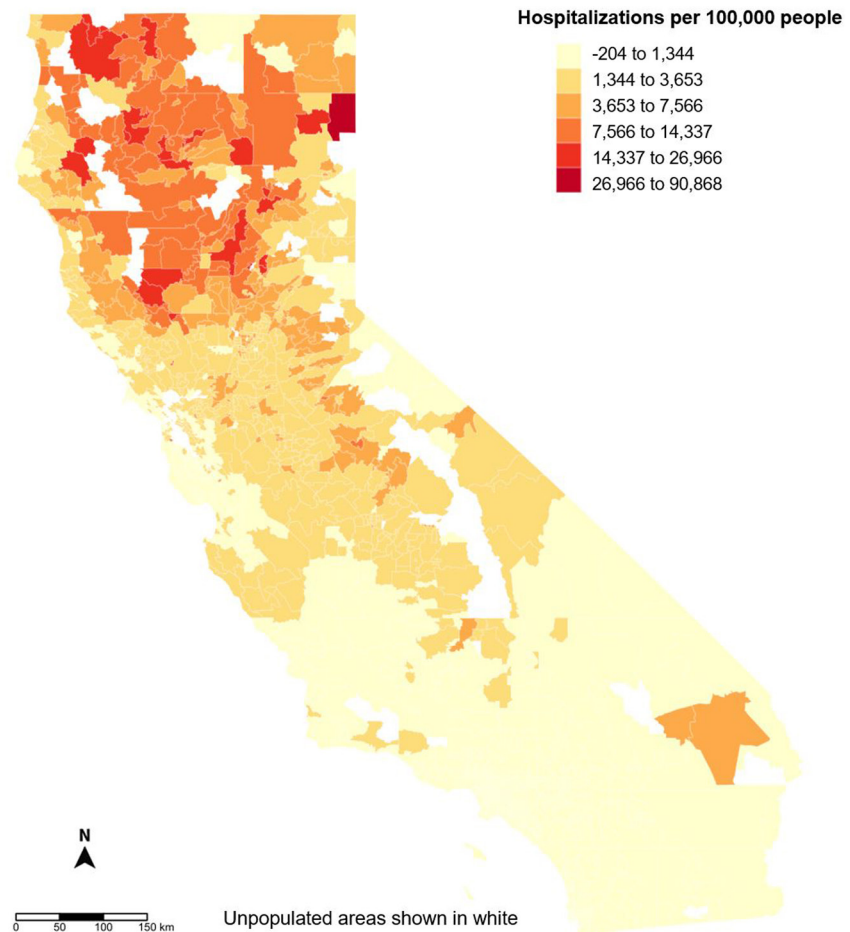 Hospitalizations per 100,000 people
-204 to 1,344
1,344 to 3,653
3,653 to 7,566
7,566 to 14,337
14,337 to 26,966
26,966 to 90,868
N
0 50 100 150 km
Unpopulated areas shown in white